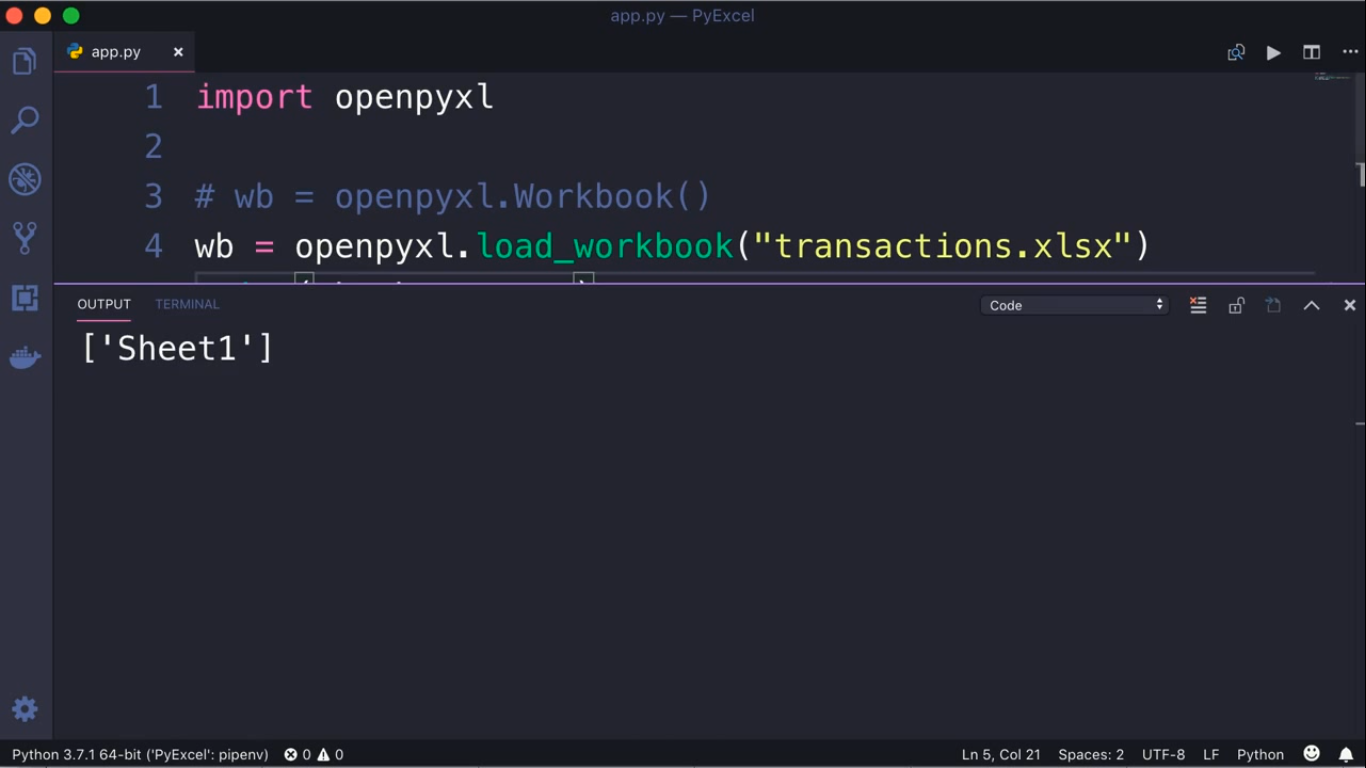 app.py — PyExcel
app.py
1 import openpyxl
2
3 # wb = openpyxl.Workbook()
4 wb = openpyxl.load_workbook("transactions.xlsx")
OUTPUT TERMINAL Code
['Sheet1']
Python 3.7.1 64-bit ('PyExcel': pipenv) 0 0 Ln 5, Col 21 Spaces: 2 UTF-8 LF Python